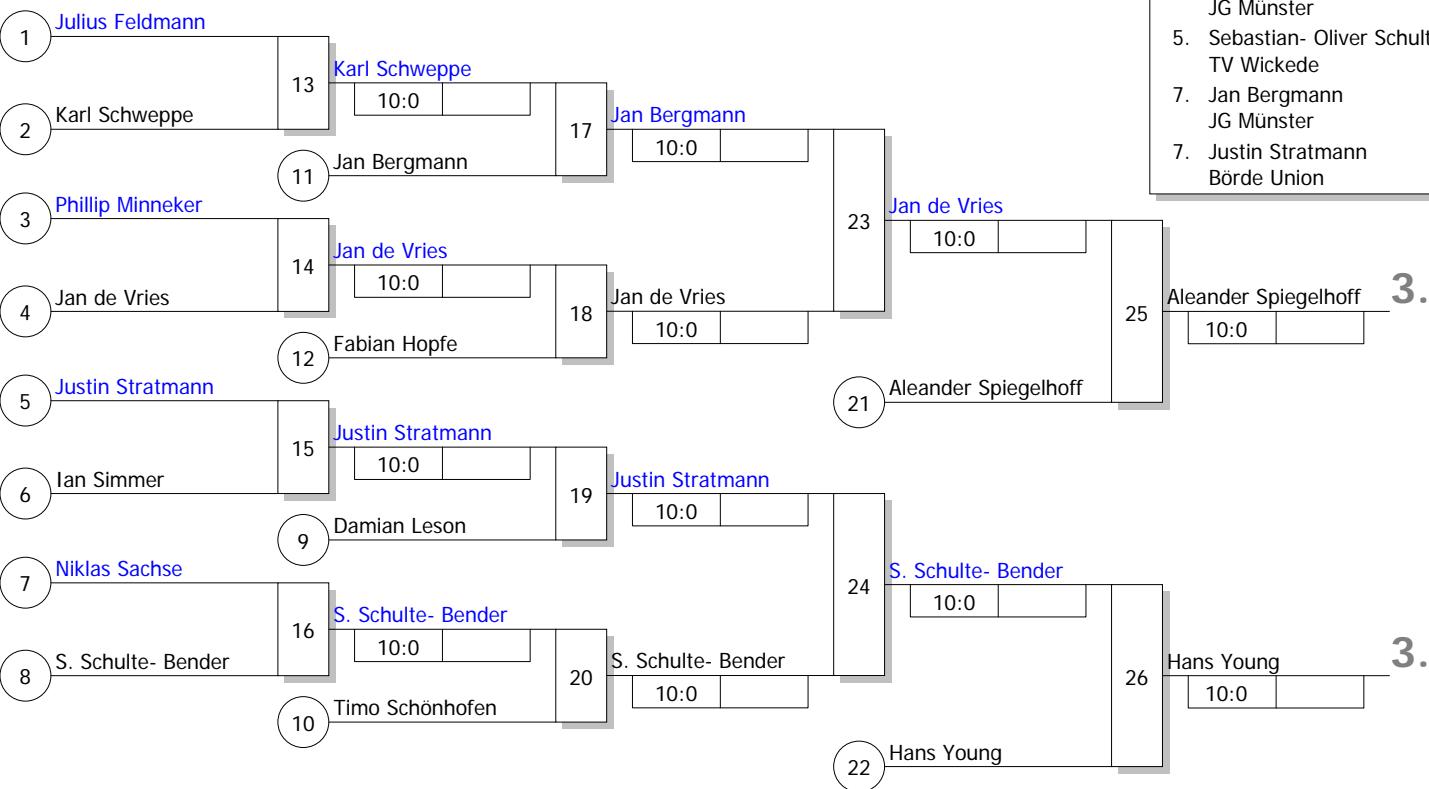 JG Münster
5. Sebastian- Oliver Schult
TV Wickede
7. Jan Bergmann
JG Münster
7. Justin Stratmann
Börde Union
1 Julius Feldmann
2 Karl Schweppe
13 Karl Schweppe
10:0
11 Jan Bergmann
17 Jan Bergmann
10:0
3 Phillip Minneker
4 Jan de Vries
14 Jan de Vries
10:0
12 Fabian Hopfe
18 Jan de Vries
10:0
23 Jan de Vries
10:0
21 Aleander Spiegelhoff
25 Aleander Spiegelhoff 3.
10:0
5 Justin Stratmann
6 Ian Simmer
15 Justin Stratmann
10:0
9 Damian Leson
19 Justin Stratmann
10:0
7 Niklas Sachse
8 S. Schulte- Bender
16 S. Schulte- Bender
10:0
10 Timo Schönhofen
20 S. Schulte- Bender
10:0
24 S. Schulte- Bender
10:0
22 Hans Young
26 Hans Young 3.
10:0